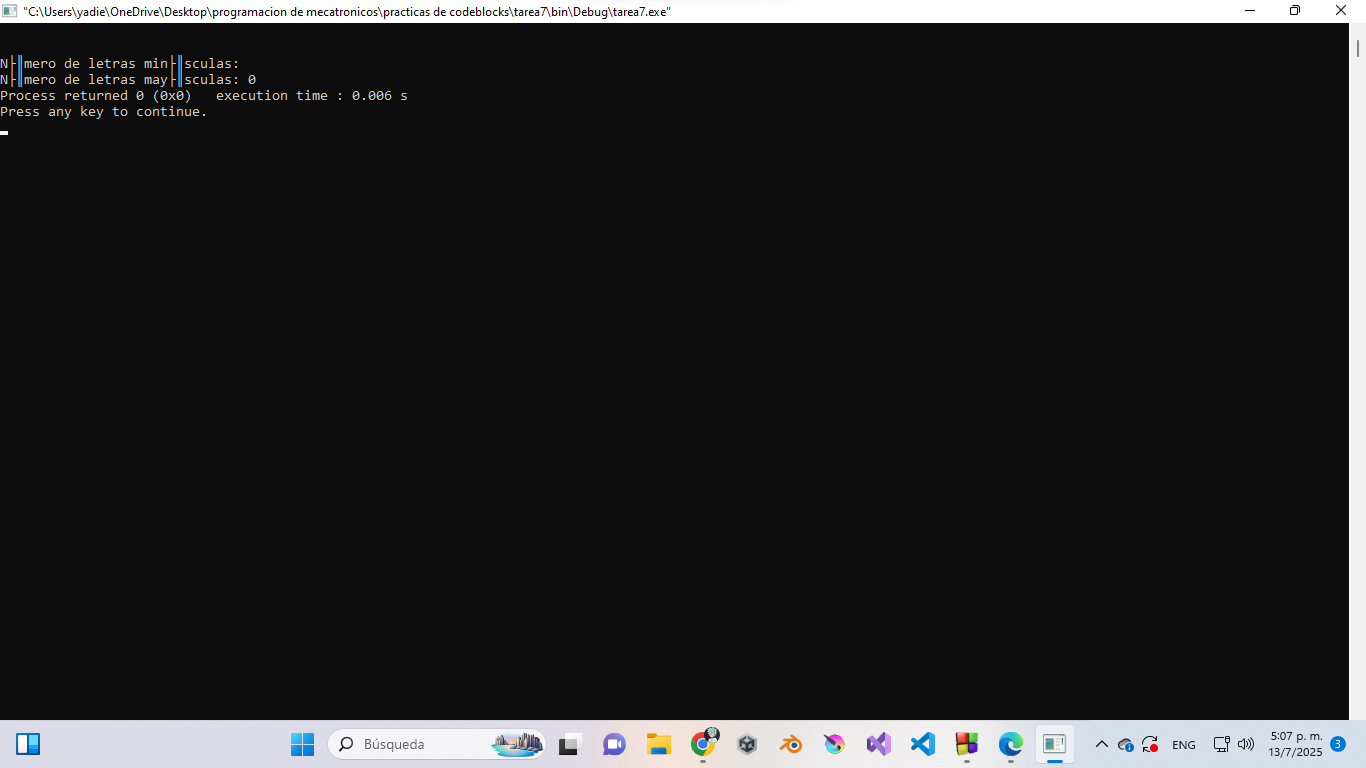 "C:\Users\yadie\OneDrive\Desktop\programacion de mecatronicos\practicas de codeblocks\tarea7\bin\Debug\tarea7.exe"
N├║mero de letras min├║sculas:
N├║mero de letras may├║sculas: 0
Process returned 0 (0x0)   execution time : 0.006 s
Press any key to continue.
Búsqueda
ENG
5:07 p. m.
13/7/2025
3